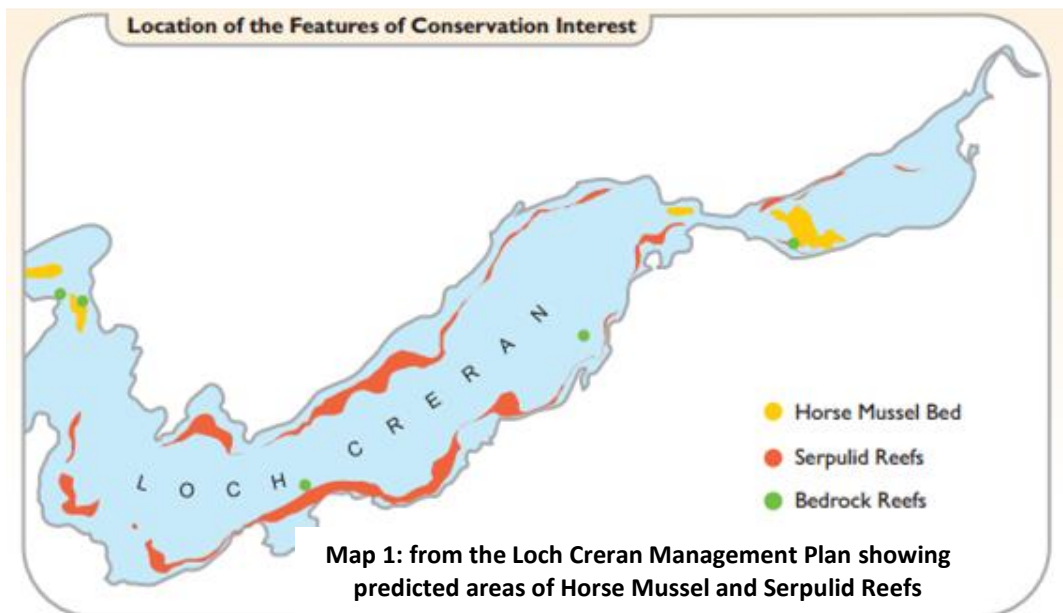 Location of the Features of Conservation Interest
LOCH CRERAN
Horse Mussel Bed
Serpulid Reefs
Bedrock Reefs
Map 1: from the Loch Creran Management Plan showing
predicted areas of Horse Mussel and Serpulid Reefs